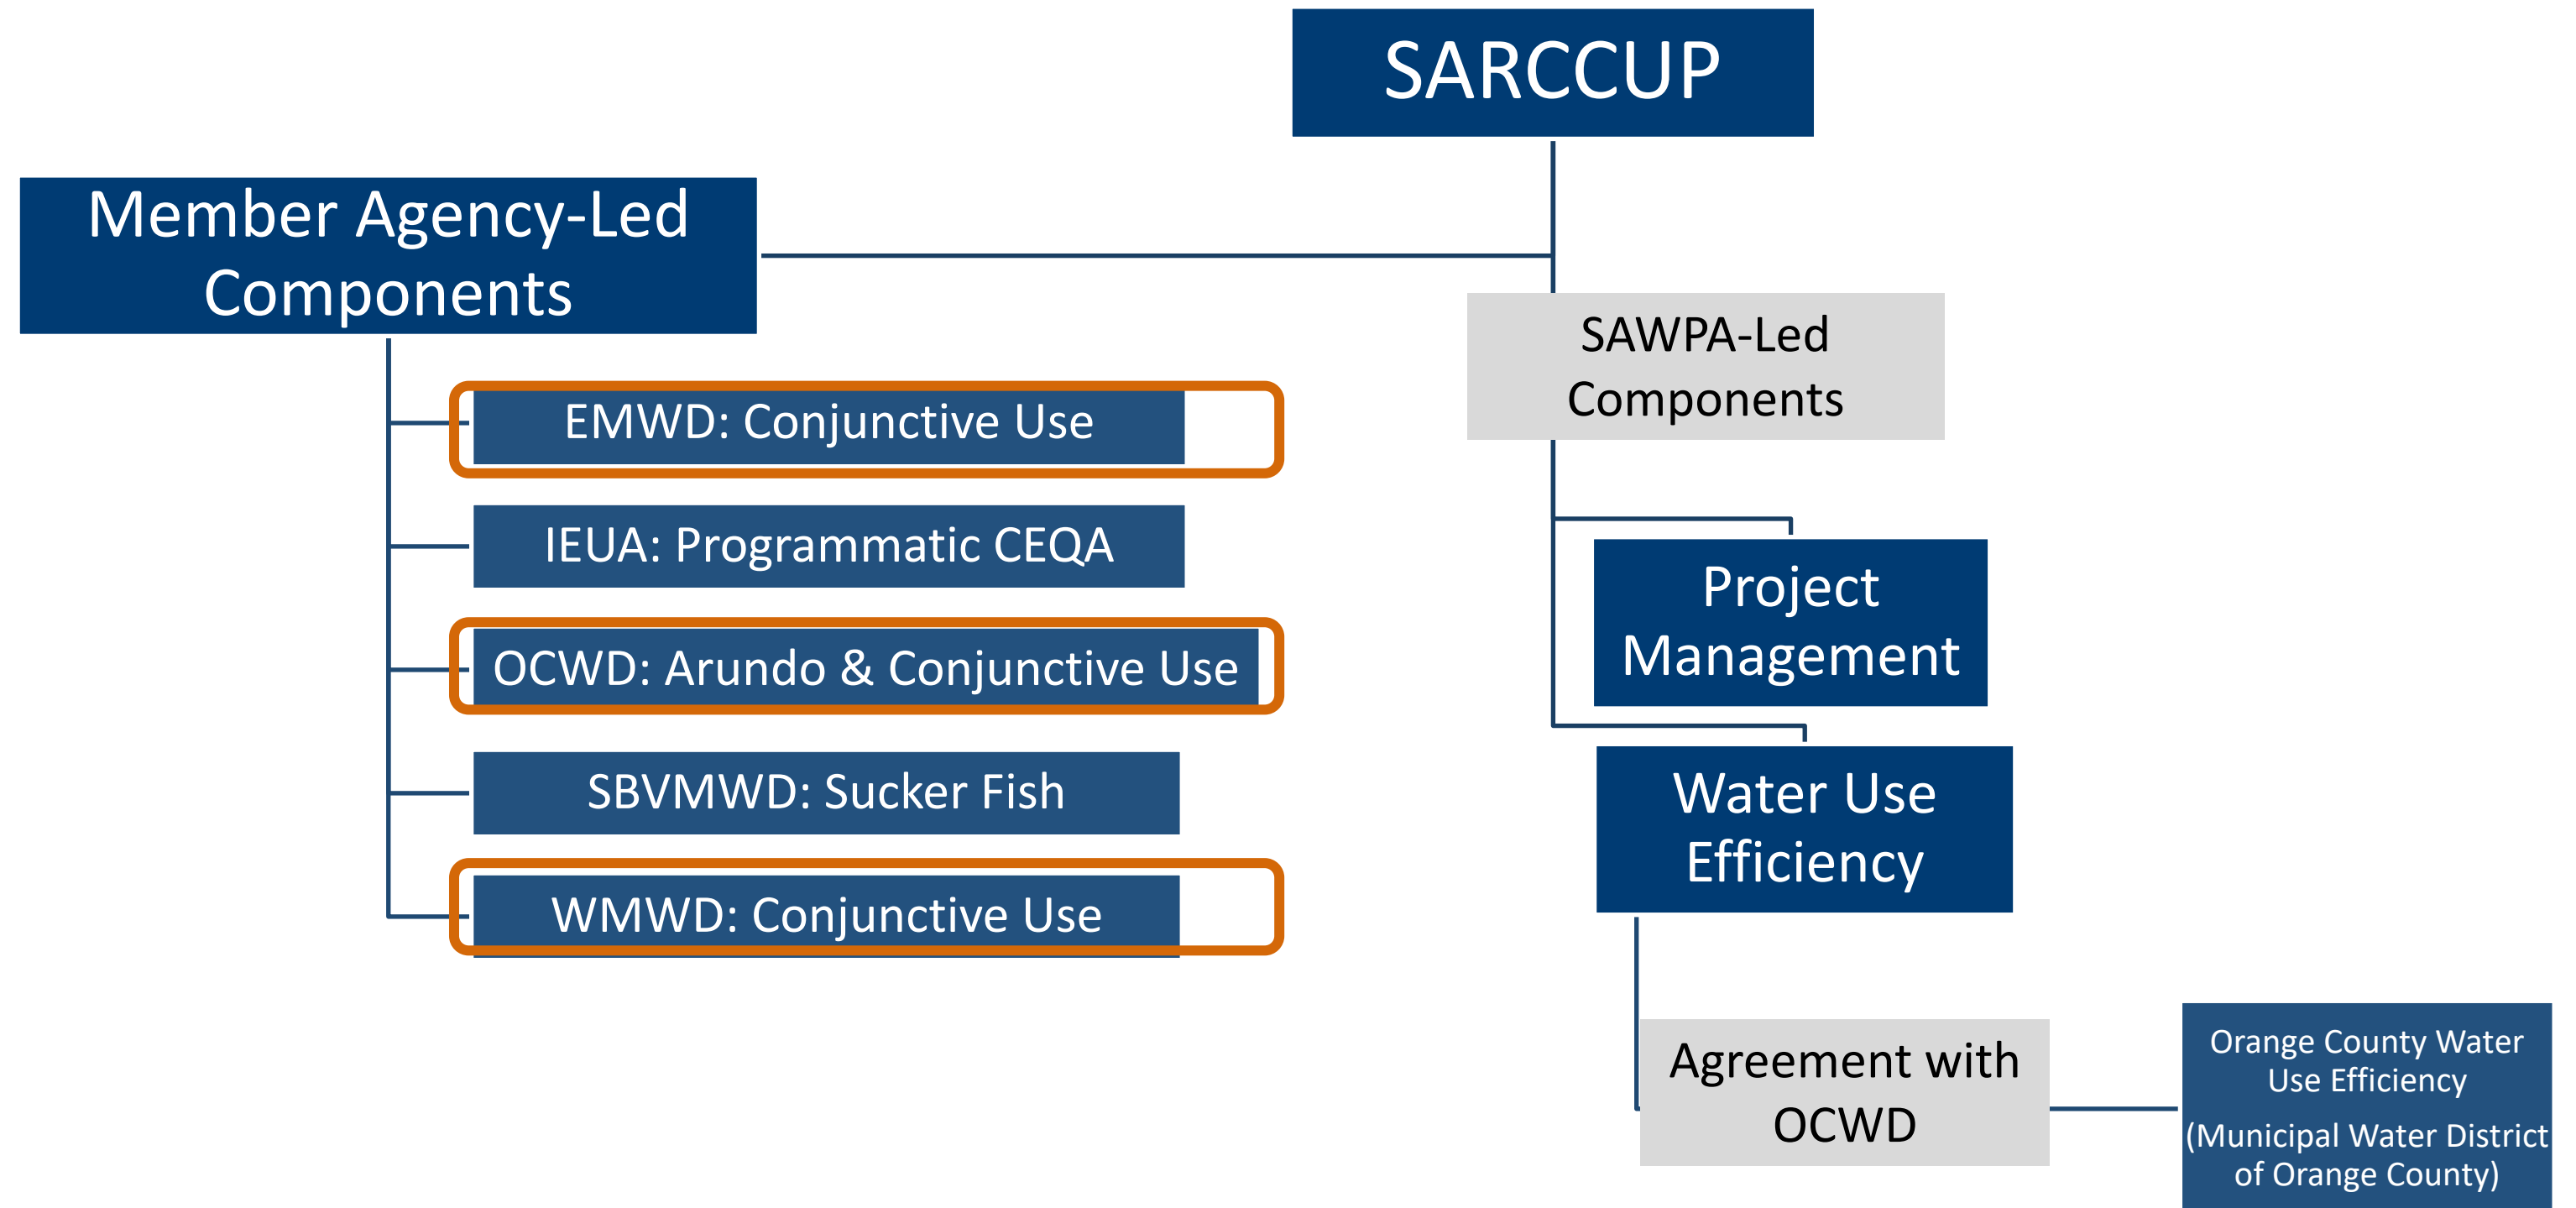 SARCCUP
Member Agency-Led
Components
EMWD: Conjunctive Use
IEUA: Programmatic CEQA
OCWD: Arundo & Conjunctive Use
SBVMWD: Sucker Fish
WMWD: Conjunctive Use
SAWPA-Led
Components
Project
Management
Water Use
Efficiency
Agreement with
OCWD
Orange County Water
Use Efficiency
(Municipal Water District
of Orange County)